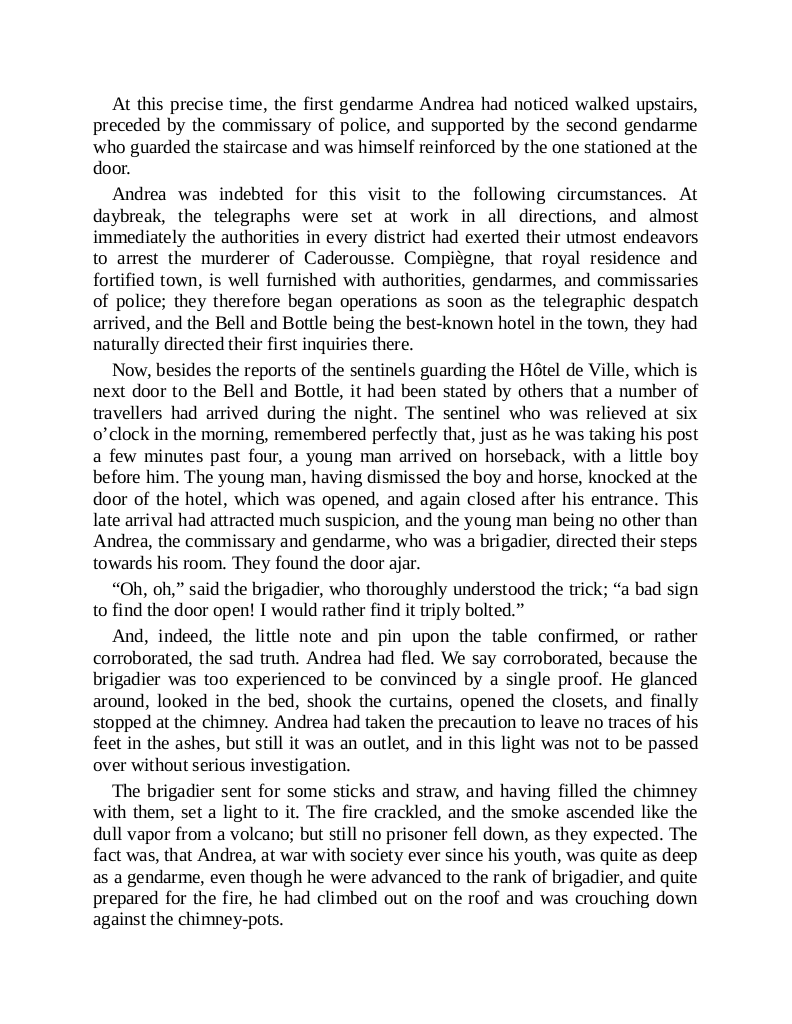 At this precise time, the first gendarme Andrea had noticed walked upstairs,
preceded by the commissary of police, and supported by the second gendarme
who guarded the staircase and was himself reinforced by the one stationed at the
door.
Andrea was indebted for this visit to the following circumstances. At
daybreak, the telegraphs were set at work in all directions, and almost
immediately the authorities in every district had exerted their utmost endeavors
to arrest the murderer of Caderousse. Compiègne, that royal residence and
fortified town, is well furnished with authorities, gendarmes, and commissaries
of police; they therefore began operations as soon as the telegraphic despatch
arrived, and the Bell and Bottle being the best-known hotel in the town, they had
naturally directed their first inquiries there.
Now, besides the reports of the sentinels guarding the Hôtel de Ville, which is
next door to the Bell and Bottle, it had been stated by others that a number of
travellers had arrived during the night. The sentinel who was relieved at six
o’clock in the morning, remembered perfectly that, just as he was taking his post
a few minutes past four, a young man arrived on horseback, with a little boy
before him. The young man, having dismissed the boy and horse, knocked at the
door of the hotel, which was opened, and again closed after his entrance. This
late arrival had attracted much suspicion, and the young man being no other than
Andrea, the commissary and gendarme, who was a brigadier, directed their steps
towards his room. They found the door ajar.
“Oh, oh,” said the brigadier, who thoroughly understood the trick; “a bad sign
to find the door open! I would rather find it triply bolted.”
And, indeed, the little note and pin upon the table confirmed, or rather
corroborated, the sad truth. Andrea had fled. We say corroborated, because the
brigadier was too experienced to be convinced by a single proof. He glanced
around, looked in the bed, shook the curtains, opened the closets, and finally
stopped at the chimney. Andrea had taken the precaution to leave no traces of his
feet in the ashes, but still it was an outlet, and in this light was not to be passed
over without serious investigation.
The brigadier sent for some sticks and straw, and having filled the chimney
with them, set a light to it. The fire crackled, and the smoke ascended like the
dull vapor from a volcano; but still no prisoner fell down, as they expected. The
fact was, that Andrea, at war with society ever since his youth, was quite as deep
as a gendarme, even though he were advanced to the rank of brigadier, and quite
prepared for the fire, he had climbed out on the roof and was crouching down
against the chimney-pots.